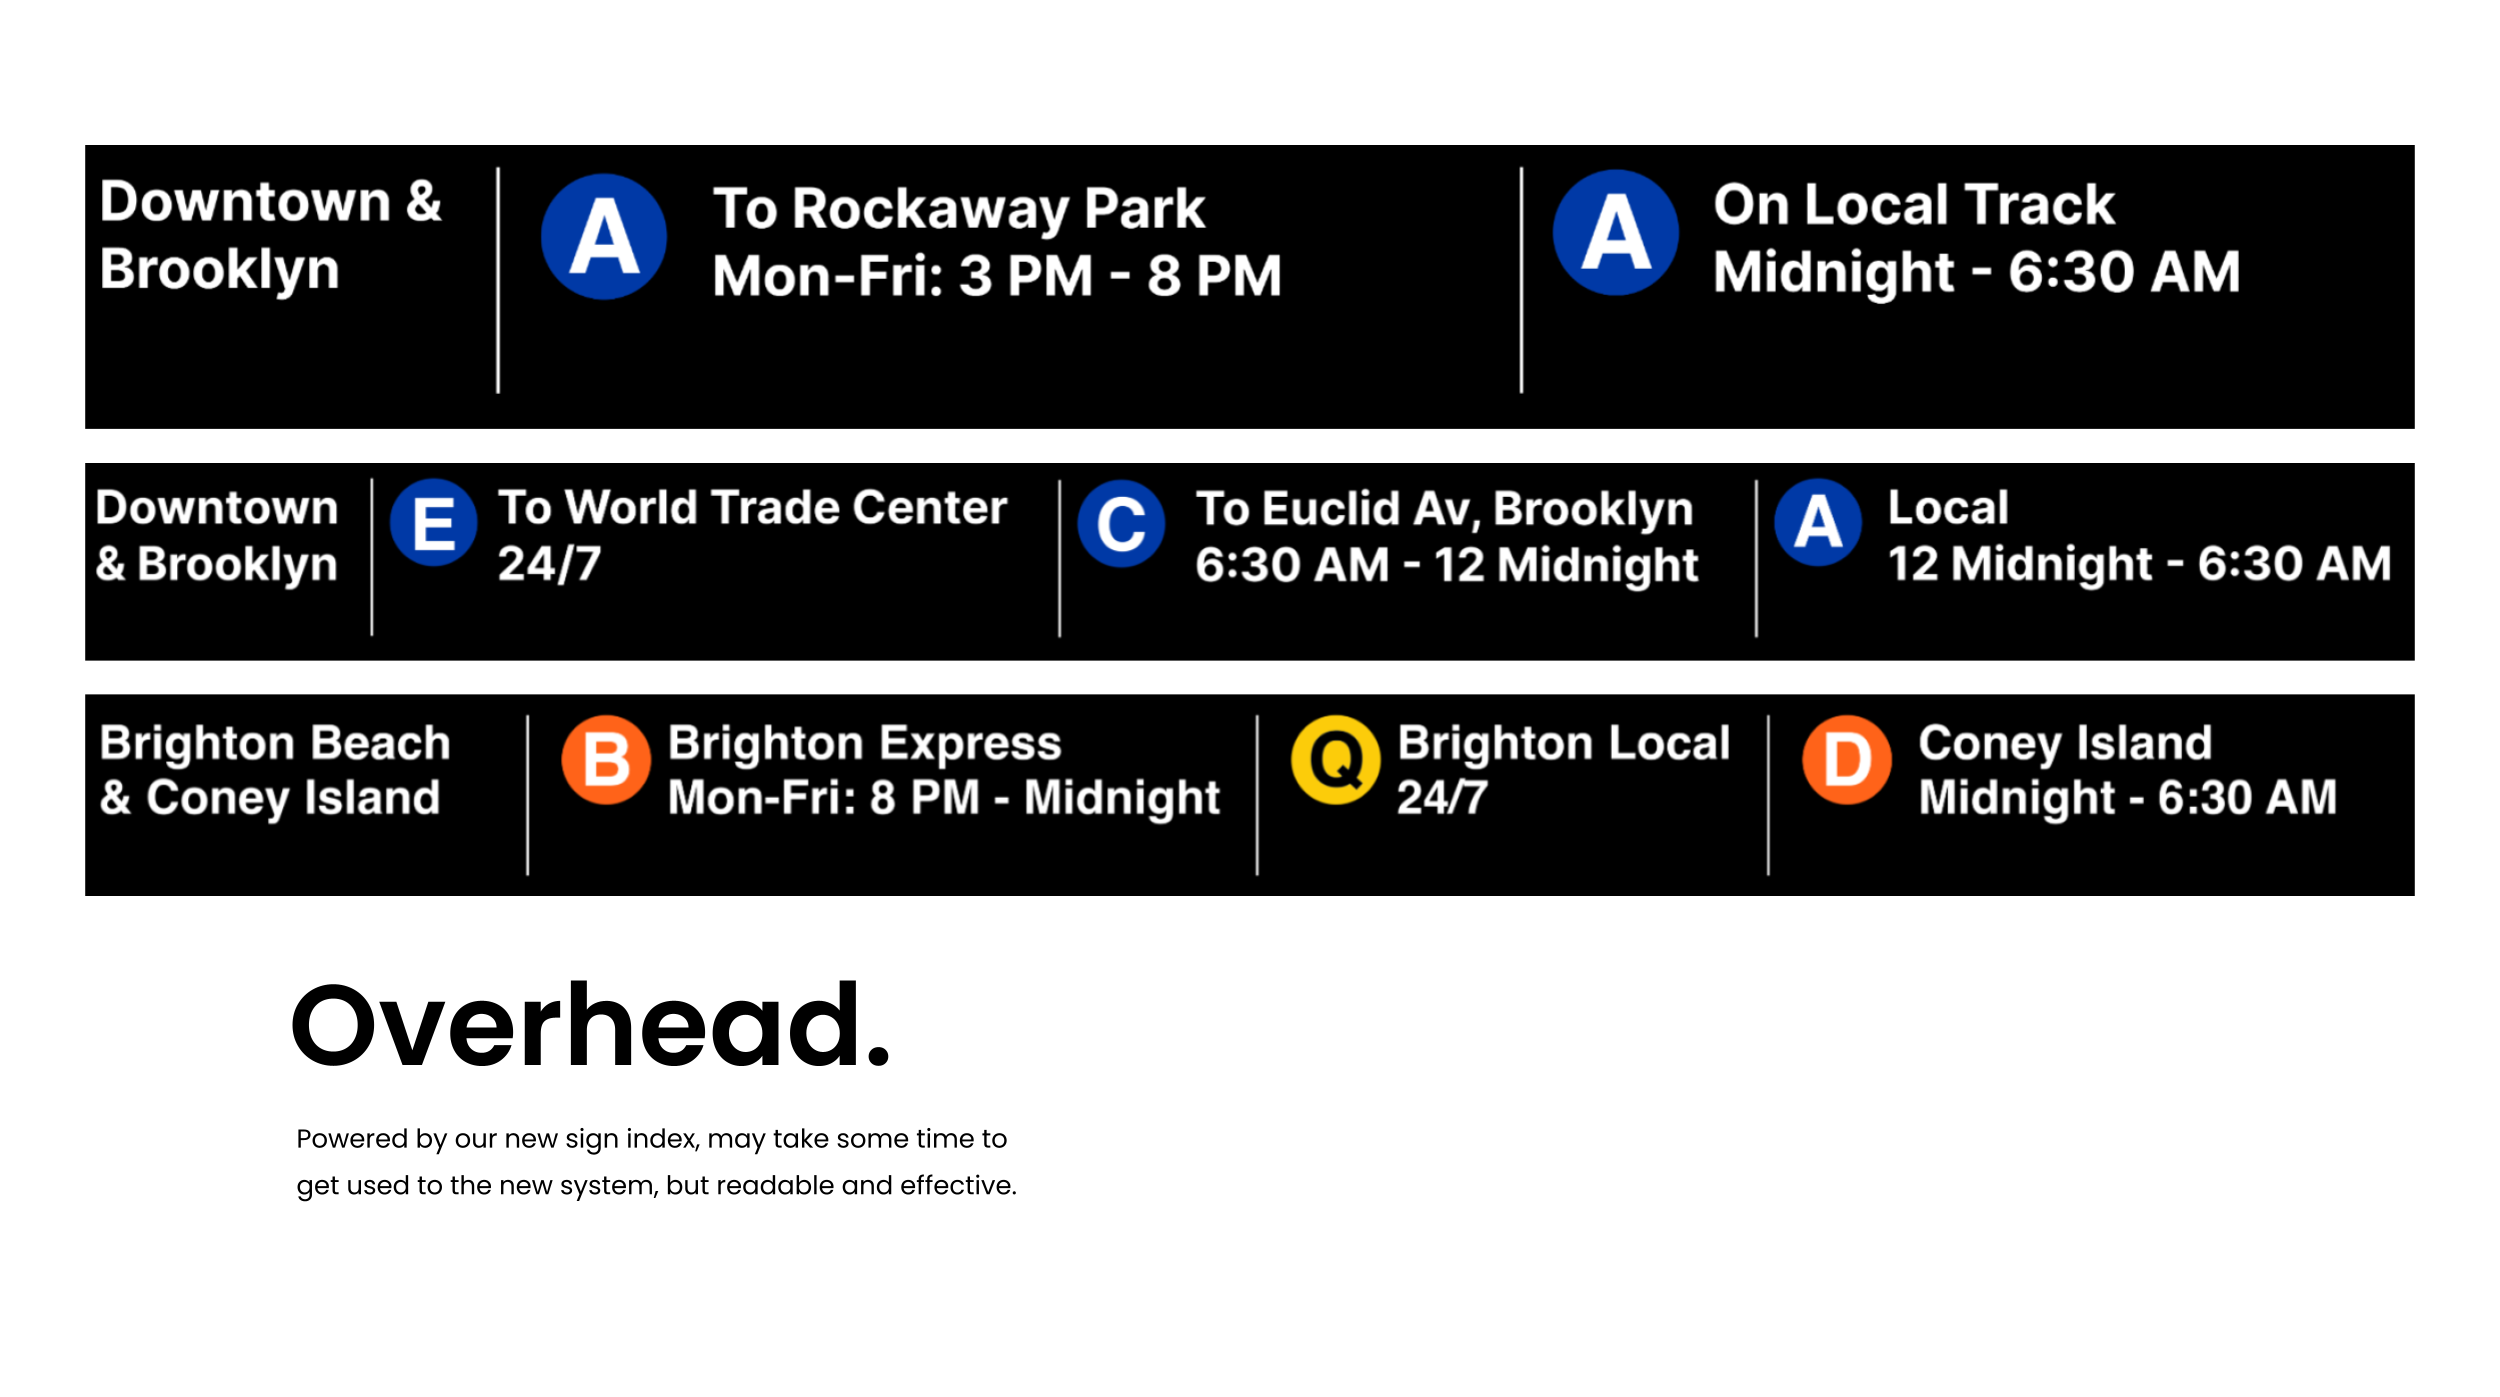 Downtown &
Brooklyn
A
To Rockaway Park
Mon-Fri: 3 PM - 8 PM
A
On Local Track
Midnight - 6:30 AM
Downtown
& Brooklyn
E
To World Trade Center
24/7
C
To Euclid Av, Brooklyn
6:30 AM - 12 Midnight
A
Local
12 Midnight - 6:30 AM
Brighton Beach
& Coney Island
B
Brighton Express
Mon-Fri: 8 PM - Midnight
Q
Brighton Local
24/7
D
Coney Island
Midnight - 6:30 AM
Overhead.
Powered by our new sign index, may take some time to
get used to the new system, but readable and effective.